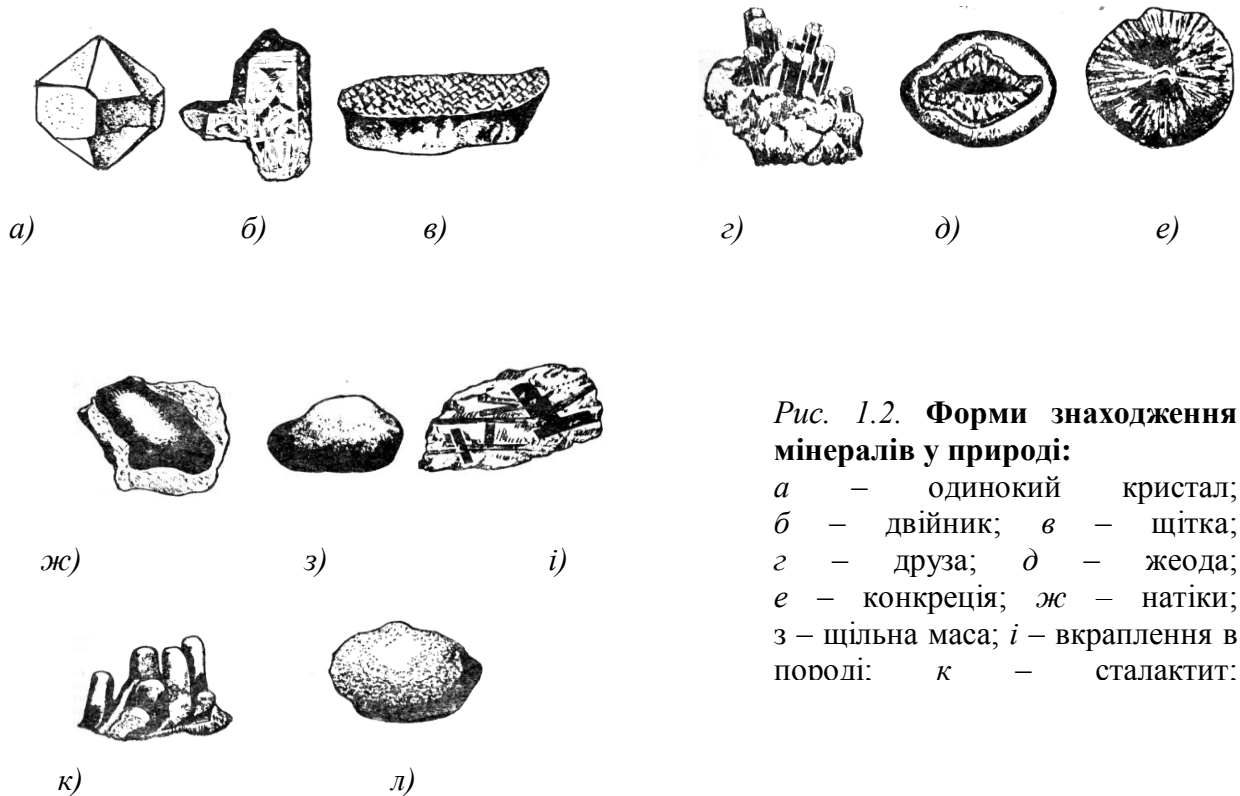 а) б) в) г) д) е)
ж) з) і)
к) л)
Рис. 1.2. Форми знаходження
мінералів у природі:
а – одинокий кристал;
б – двійник; в – щітка;
г – друза; д – жеода;
е – конкреція; ж – натіки;
з – щільна маса; і – вкраплення в
породі; к – сталактит;